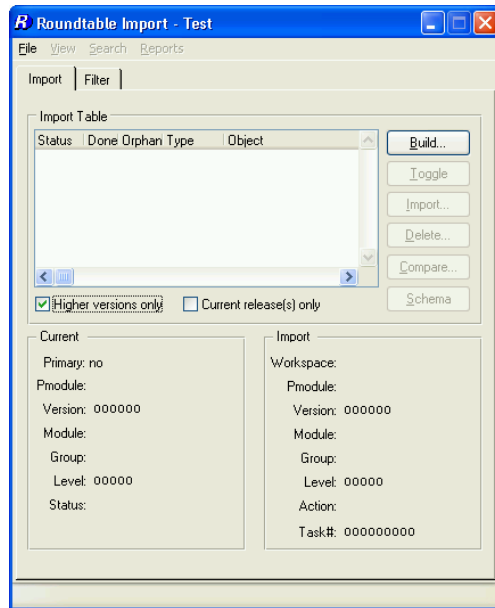 R Roundtable Import - Test
File View Search Reports
Import Filter
Import Table
Status Done Orphan Type Object
Build...
Toggle
Import...
Delete...
Compare...
Schema
Higher versions only Current release(s) only
Current
Primary: no
Pmodule:
Version: 000000
Module:
Group:
Level: 00000
Status:
Import
Workspace:
Pmodule:
Version: 000000
Module:
Group:
Level: 00000
Action:
Task#: 000000000